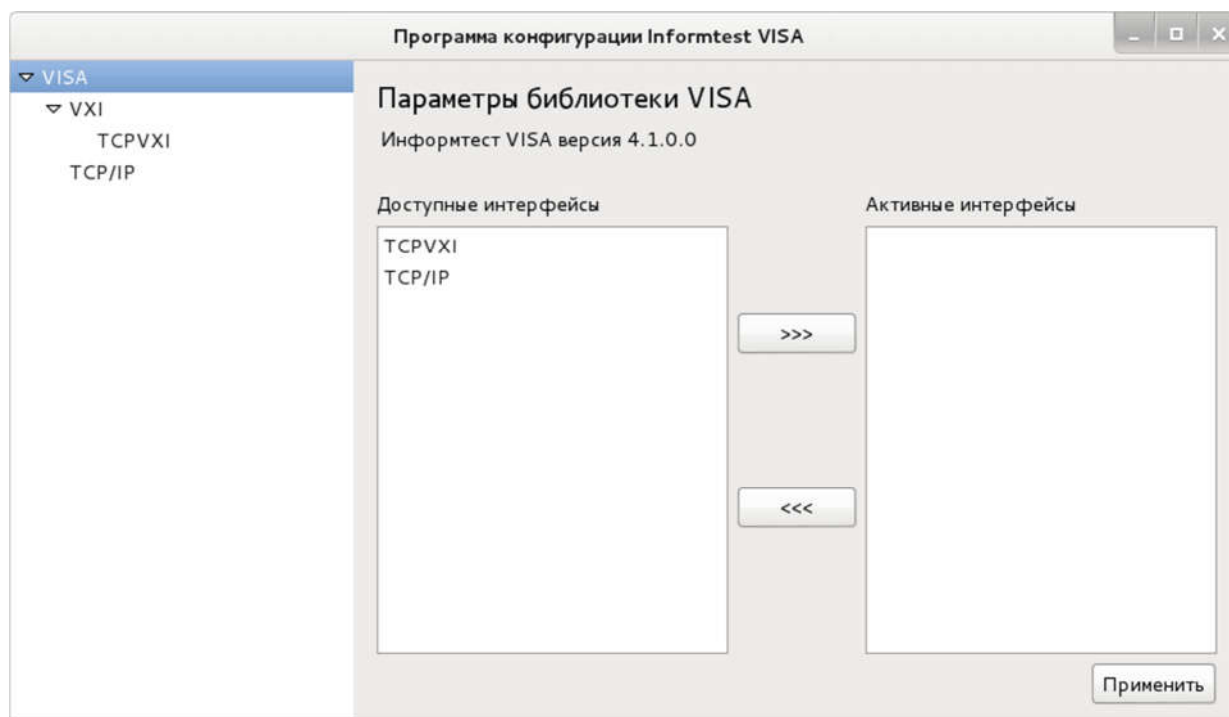 Программа конфигурации Informtest VISA
VISA
VXI
TCPVXI
TCP/IP
Параметры библиотеки VISA
Информтест VISA версия 4.1.0.0
Доступные интерфейсы
TCPVXI
TCP/IP
>>>
<<<
Активные интерфейсы
Применить